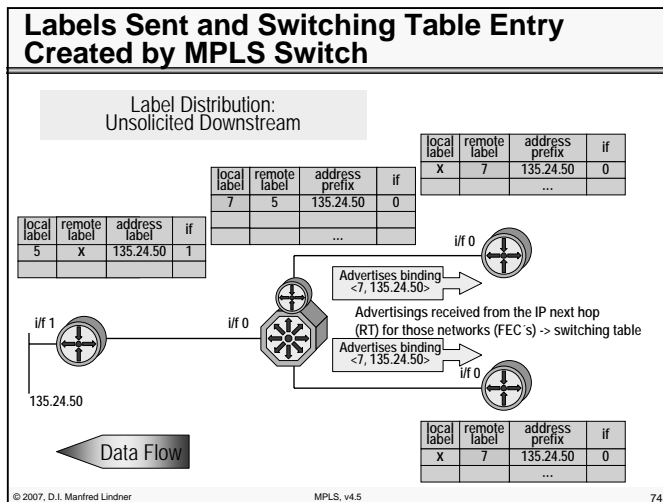 Labels Sent and Switching Table Entry
Created by MPLS Switch
Label Distribution:
Unsolicited Downstream
local label remote label address prefix if
x 7 135.24.50 0
...
local label remote label address prefix if
7 5 135.24.50 0
...
local label remote label address label if
5 x 135.24.50 1
i/f 0
Advertises binding
<7, 135.24.50>
Advertisings received from the IP next hop
(RT) for those networks (FEC´s) -> switching table
i/f 1
i/f 0
Advertises binding
<7, 135.24.50>
i/f 0
135.24.50
local label remote label address prefix if
x 7 135.24.50 0
...
Data Flow
© 2007, D.I. Manfred Lindner
MPLS, v4.5
74